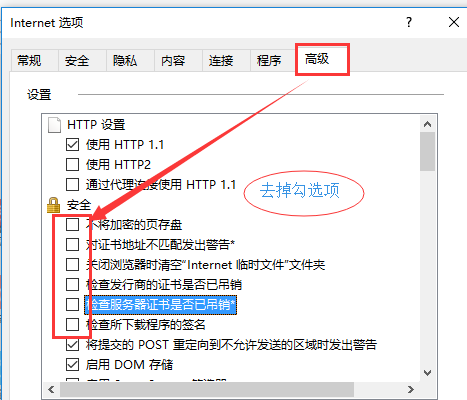 Internet 选项
常规 安全 隐私 内容 连接 程序 高级
设置
HTTP 设置
使用 HTTP 1.1
使用 HTTP2
通过代理连接使用 HTTP 1.1
去掉勾选项
安全
不将加密的页存盘
对证书地址不匹配发出警告*
关闭浏览器时清空"Internet 临时文件"文件夹
检查发行商的证书是否已吊销
检查服务器证书是否已吊销*
检查所下载程序的签名
将提交的 POST 重定向到不允许发送的区域时发出警告
启用 DOM 存储